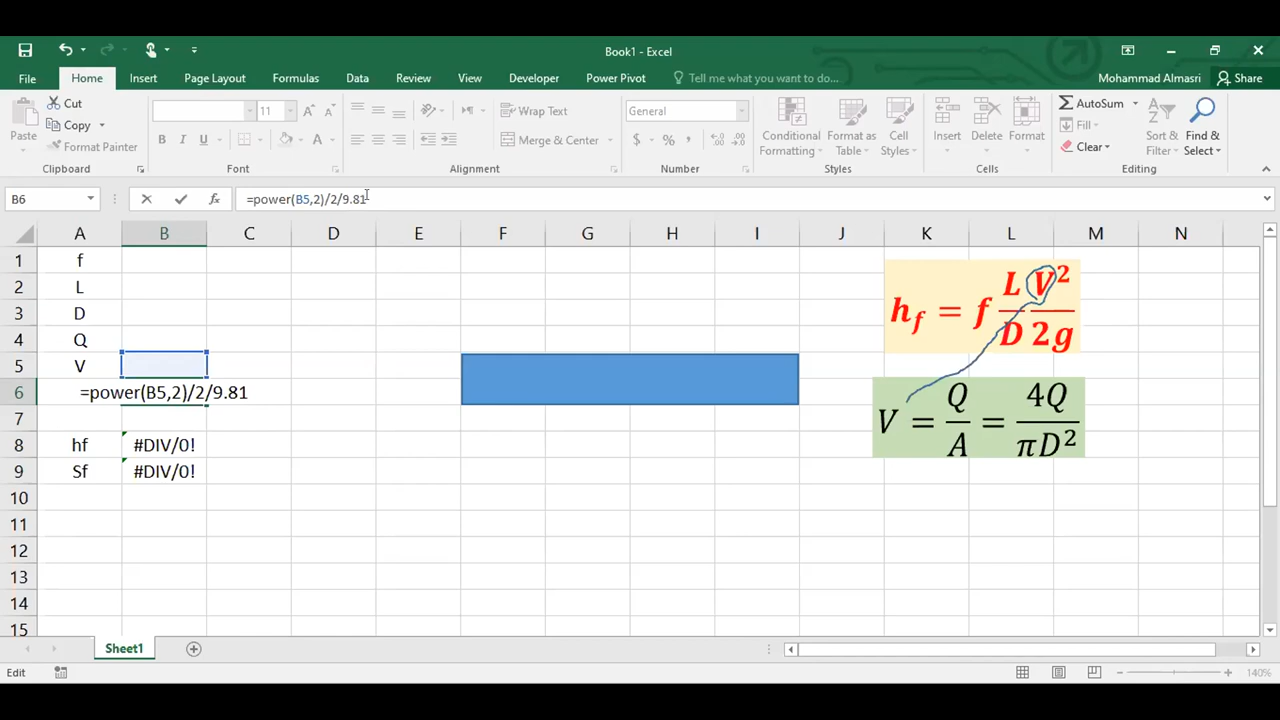 Book1 - Excel
File Home Insert Page Layout Formulas Data Review View Developer Power Pivot Tell me what you want to do... Mohammad Almasri Share
Paste
Cut
Copy
Format Painter
Clipboard
11 A A
B I U A
Font
Wrap Text
Merge & Center
Alignment
General
$ % , .0 .00
Number
Conditional Formatting
Format as Table
Cell Styles
Styles
Insert Delete Format
Cells
AutoSum
Fill
Clear
Sort & Filter
Find & Select
Editing
B6 fx =power(B5,2)/2/9.81
A B C D E F G H I J K L M N
1 f
2 L
3 D
4 Q
5 V
6 =power(B5,2)/2/9.81
7
8 hf #DIV/0!
9 Sf #DIV/0!
10
11
12
13
14
15
h_f = f L/D V²/2g
V = Q/A = 4Q/πD²
Sheet1
Edit 140%